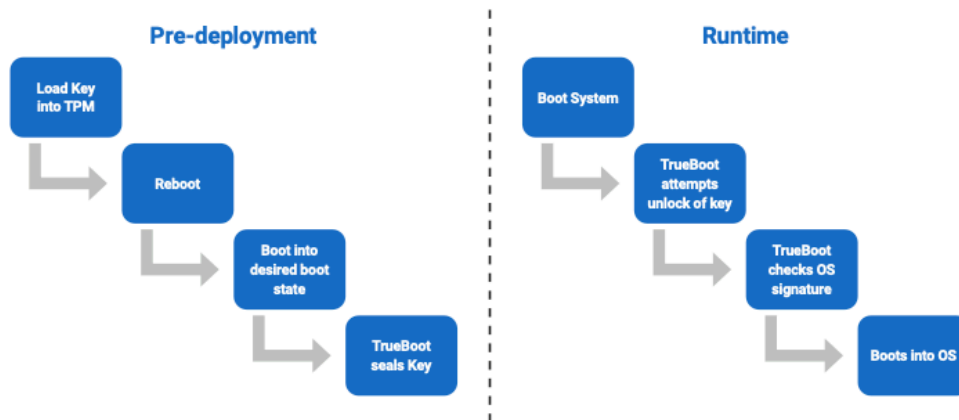 Pre-deployment
Load Key
into TPM
Reboot
Boot into
desired boot
state
TrueBoot
seals Key
Runtime
Boot System
TrueBoot
attempts
unlock of key
TrueBoot
checks OS
signature
Boots into OS